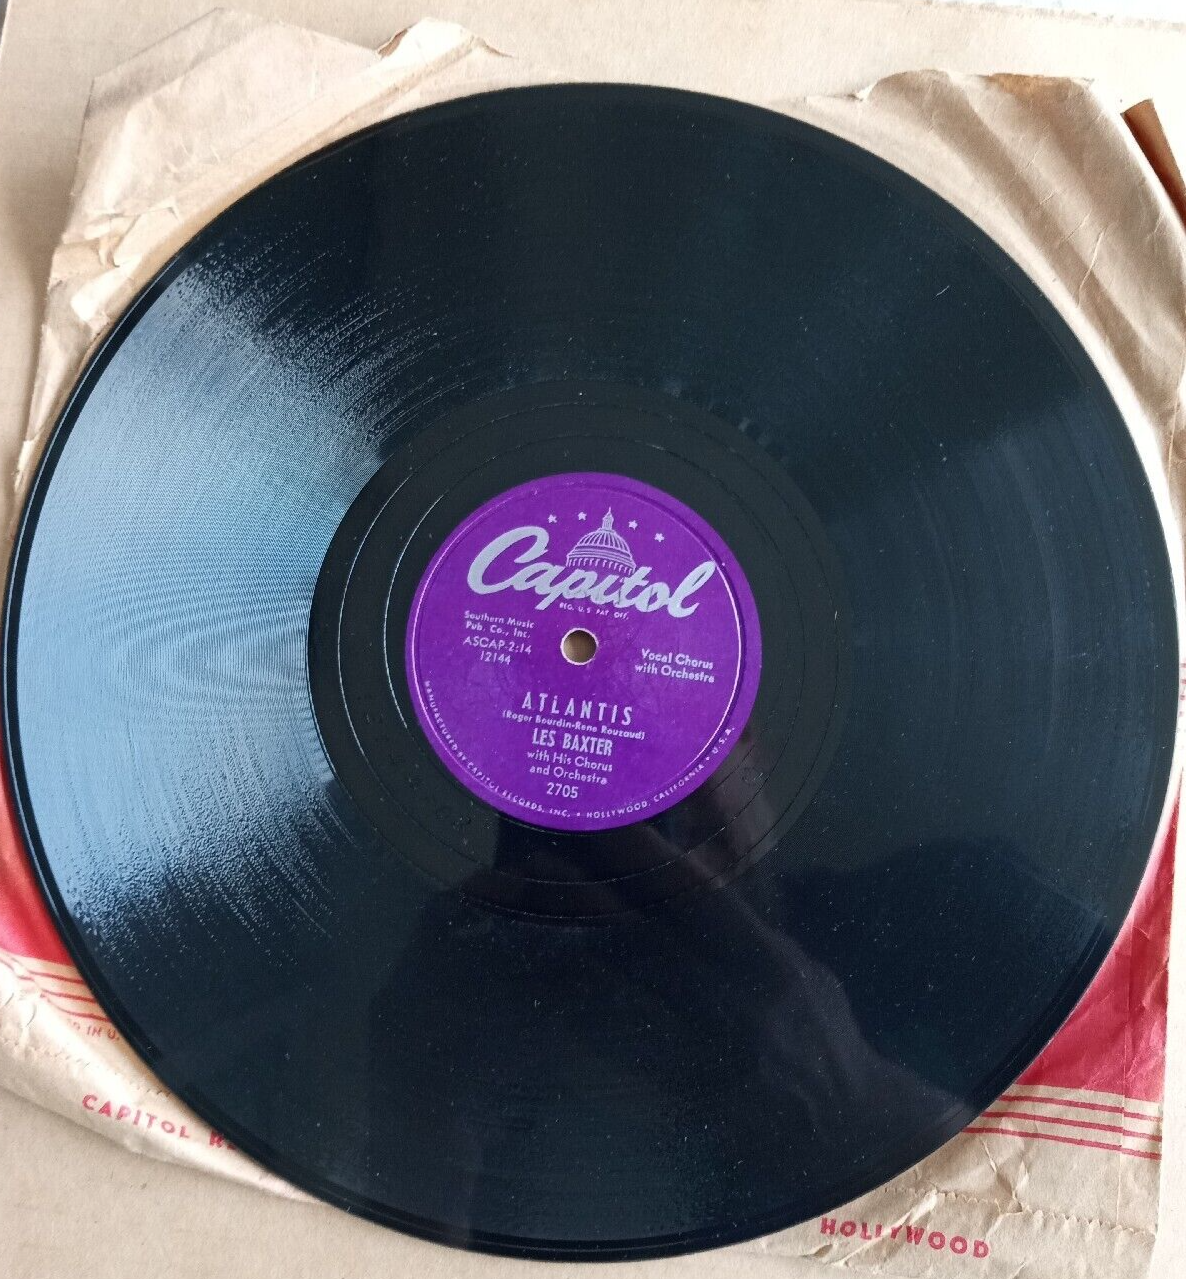 Capitol
REG. U.S. PAT. OFF.
Southern Music
Pub. Co., Inc.
ASCAP-2:14
12144
Vocal Chorus
with Orchestra
ATLANTIS
(Roger Bourdin-Rene Rouzaud)
LES BAXTER
with His Chorus
and Orchestra
2705
MANUFACTURED BY CAPITOL RECORDS, INC. • HOLLYWOOD, CALIFORNIA • U.S.A.
IN U.
CAPITOL
HOLLYWOOD